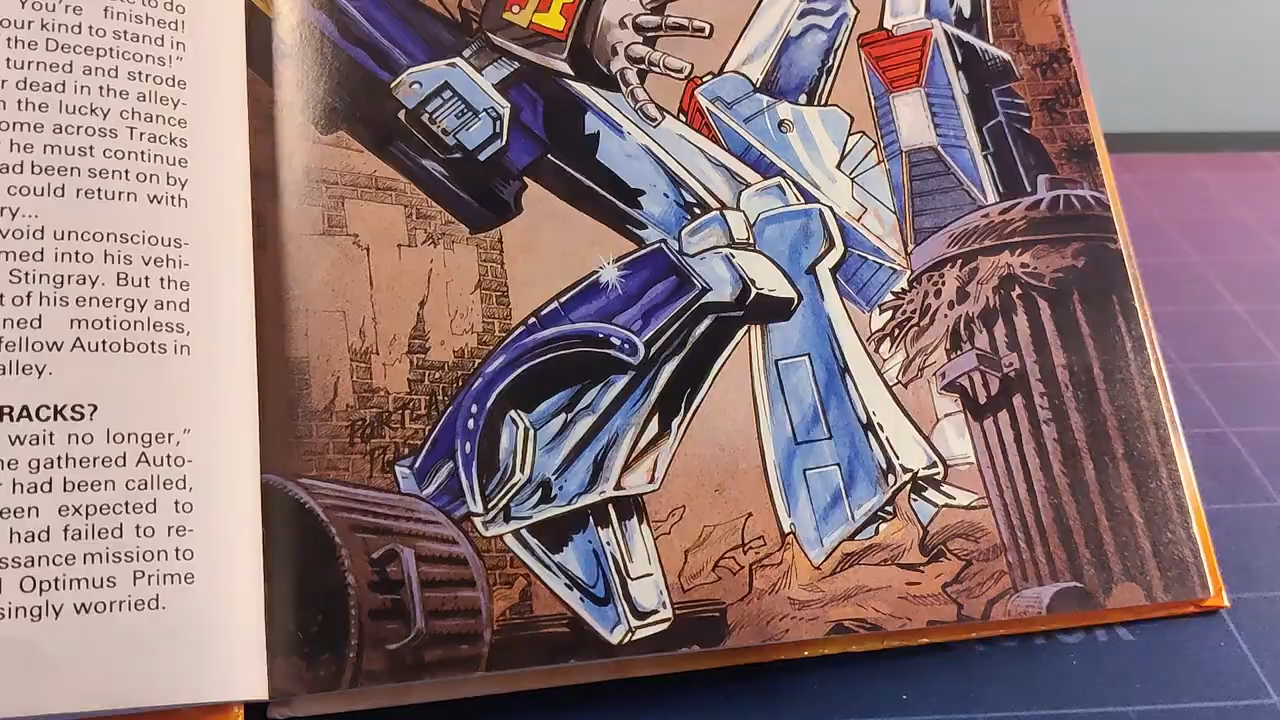 to do
You're finished!
our kind to stand in
the Decepticons!"
turned and strode
r dead in the alley-
n the lucky chance
ome across Tracks
he must continue
ad been sent on by
could return with
ry...
void unconscious-
med into his vehi-
Stingray. But the
t of his energy and
ned motionless,
fellow Autobots in
alley.
RACKS?
wait no longer,"
he gathered Auto-
r had been called,
een expected to
had failed to re-
ssance mission to
Optimus Prime
singly worried.